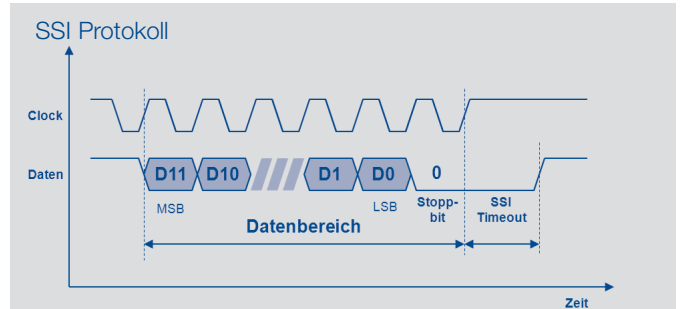 SSI Protokoll
Clock
Daten
D11 D10 D1 D0 0
MSB LSB Stopp-
bit SSI
Timeout
Datenbereich
Zeit